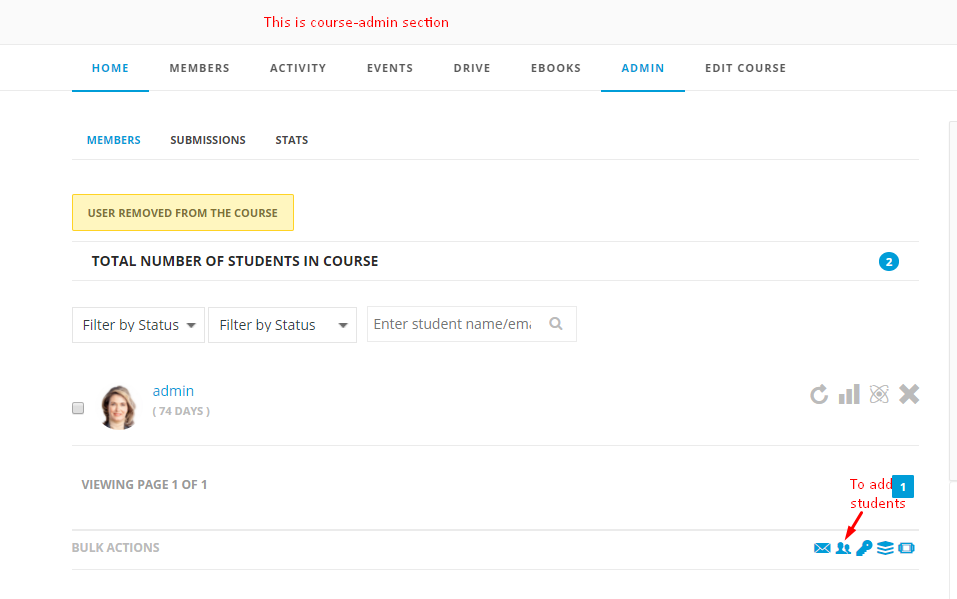 This is course-admin section
HOME MEMBERS ACTIVITY EVENTS DRIVE EBOOKS ADMIN EDIT COURSE
MEMBERS SUBMISSIONS STATS
USER REMOVED FROM THE COURSE
TOTAL NUMBER OF STUDENTS IN COURSE 2
Filter by Status Filter by Status Enter student name/ema
admin
( 74 DAYS )
VIEWING PAGE 1 OF 1 To add 1
students
BULK ACTIONS